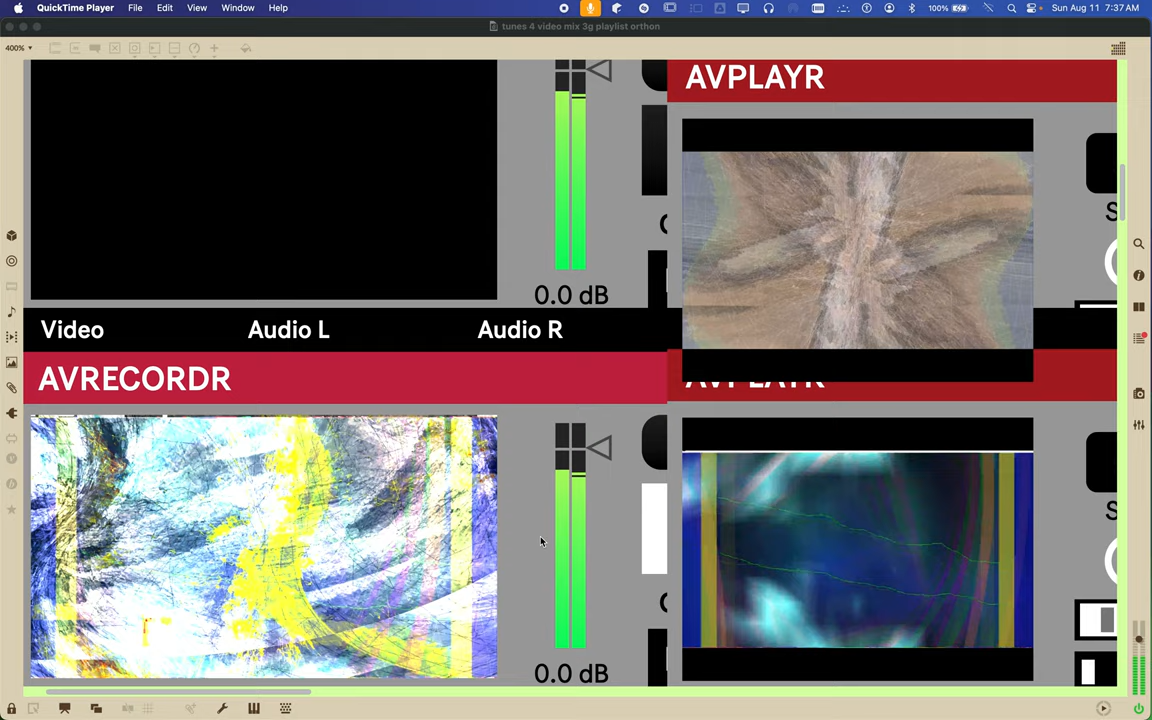 QuickTime Player File Edit View Window Help 100% Sun Aug 11 7:37 AM
tunes 4 video mix 3g playlist orthon
400%
AVPLAYR
0.0 dB
Video Audio L Audio R
AVRECORDR
AVPLAYR
0.0 dB